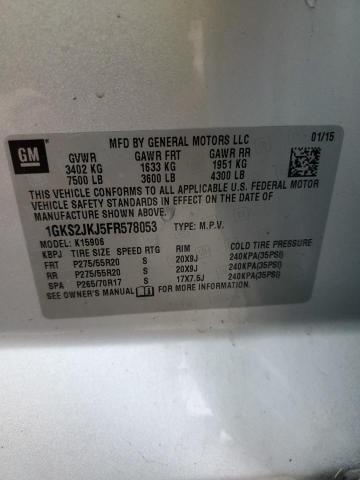 GM
MFD BY GENERAL MOTORS LLC 01/15
GVWR GAWR FRT GAWR RR
3402 KG 1633 KG 1951 KG
7500 LB 3600 LB 4300 LB
THIS VEHICLE CONFORMS TO ALL APPLICABLE U.S. FEDERAL MOTOR
VEHICLE SAFETY STANDARDS IN EFFECT ON THE DATE OF
MANUFACTURE SHOWN ABOVE.
1GKS2JKJ5FR578053 TYPE: M.P.V.
MODEL: K15906
KBPJ TIRE SIZE SPEED RTG RIM COLD TIRE PRESSURE
FRT P275/55R20 S 20X9J 240KPA(35PSI)
RR P275/55R20 S 20X9J 240KPA(35PSI)
SPA P265/70R17 S 17X7.5J 240KPA(35PSI)
SEE OWNER'S MANUAL FOR MORE INFORMATION